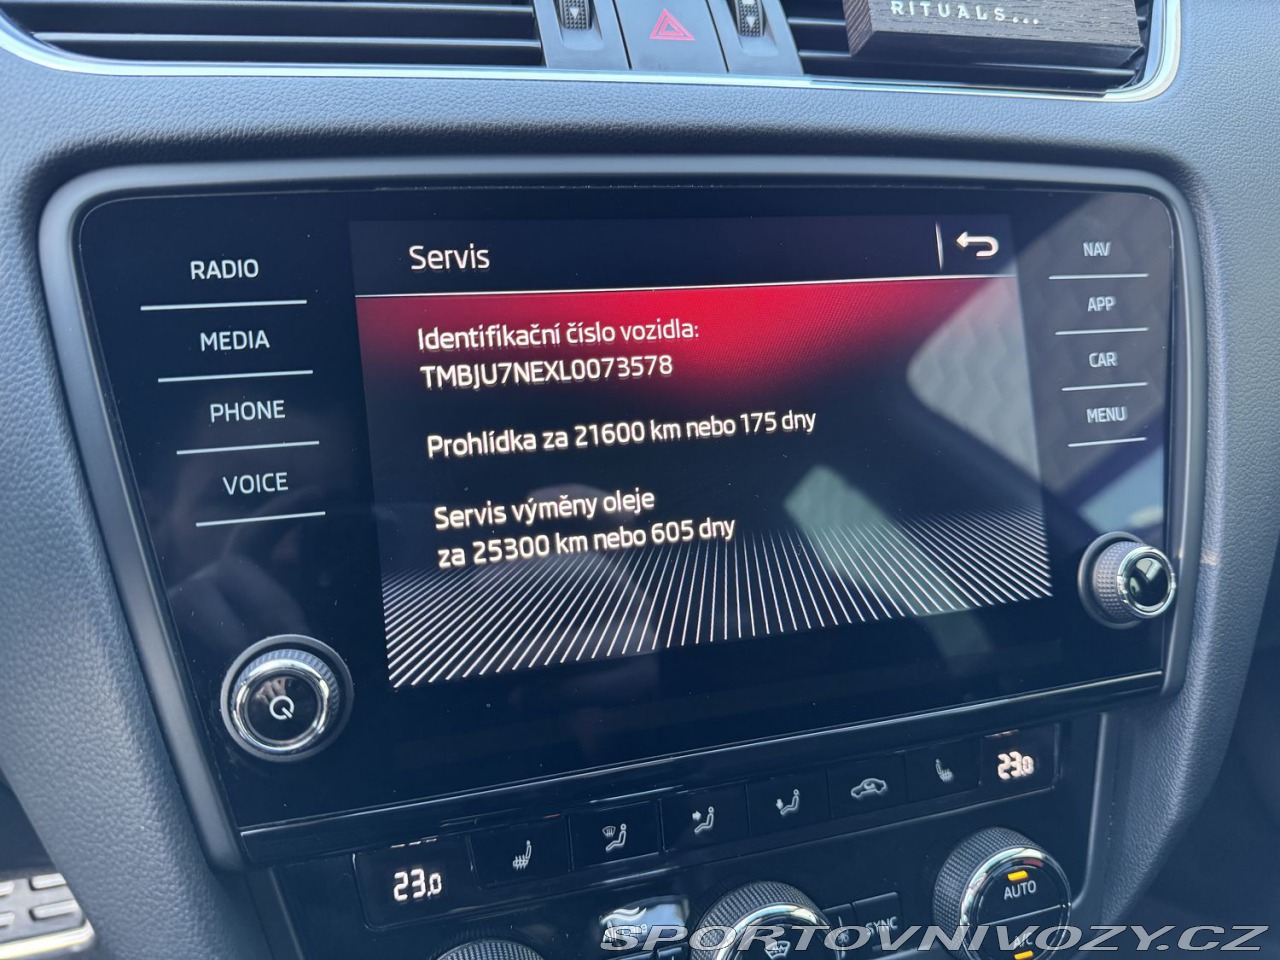 RITUALS...
Servis
RADIO
MEDIA
PHONE
VOICE
Identifikační číslo vozidla:
TMBJU7NEXL0073578
Prohlídka za 21600 km nebo 175 dny
Servis výměny oleje
za 25300 km nebo 605 dny
NAV
APP
CAR
MENU
23.0
23.0
AUTO
SYNC
A/C
SPORTOVNIVOZY.CZ